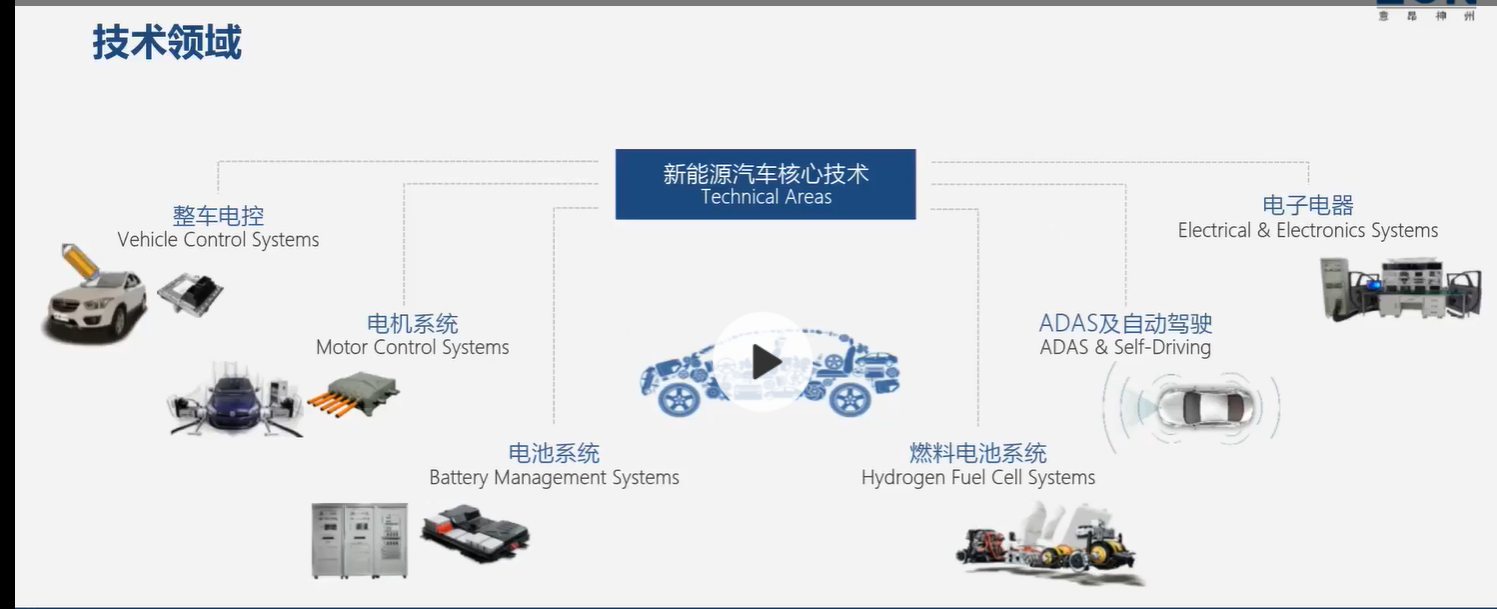 意昂神州
技术领域
新能源汽车核心技术
Technical Areas
整车电控
Vehicle Control Systems
电子电器
Electrical & Electronics Systems
电机系统
Motor Control Systems
ADAS及自动驾驶
ADAS & Self-Driving
电池系统
Battery Management Systems
燃料电池系统
Hydrogen Fuel Cell Systems